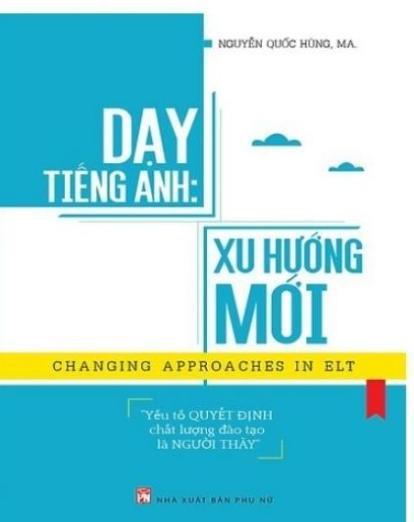 NGUYỄN QUỐC HÙNG, MA.
DẠY
TIẾNG ANH:
XU HƯỚNG
MỚI
CHANGING APPROACHES IN ELT
"Yếu tố QUYẾT ĐỊNH
chất lượng đào tạo
là NGƯỜI THẦY"
NHÀ XUẤT BẢN PHỤ NỮ